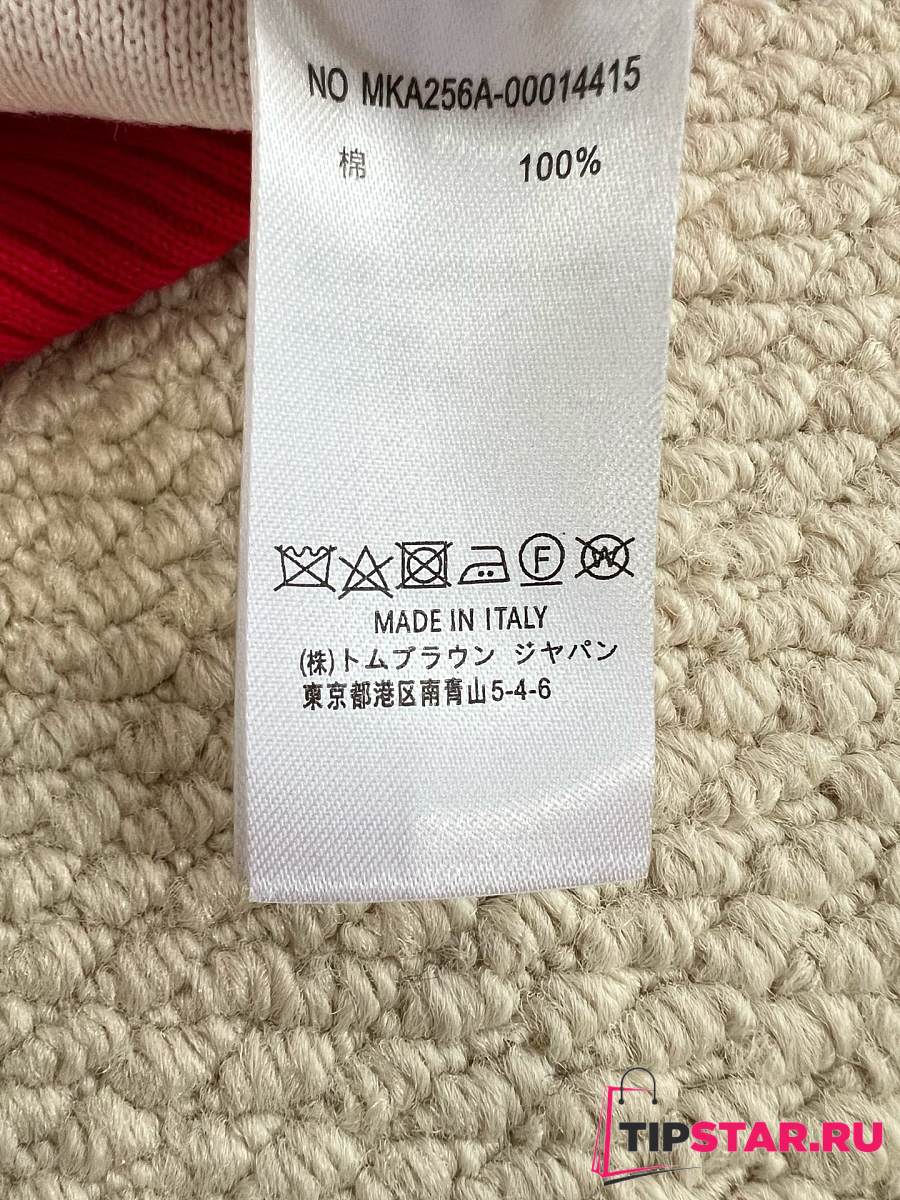 NO MKA256A-00014415
棉 100%
F W
MADE IN ITALY
(株)トムブラウン ジヤパン
東京都港区南青山5-4-6
TIPSTAR.RU